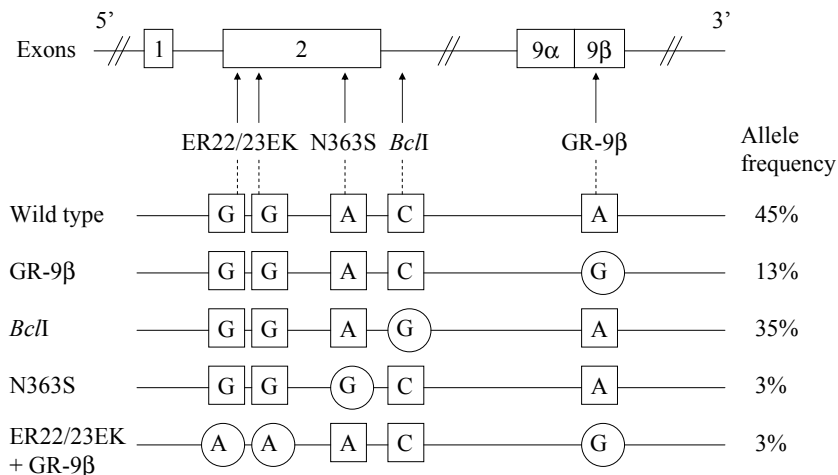 5’ 3’
Exons 1 2 9α 9β
ER22/23EK N363S BclI GR-9β Allele
frequency
Wild type G G A C A 45%
GR-9β G G A C G 13%
BclI G G A G A 35%
N363S G G G C A 3%
ER22/23EK A A A C G 3%
+ GR-9β